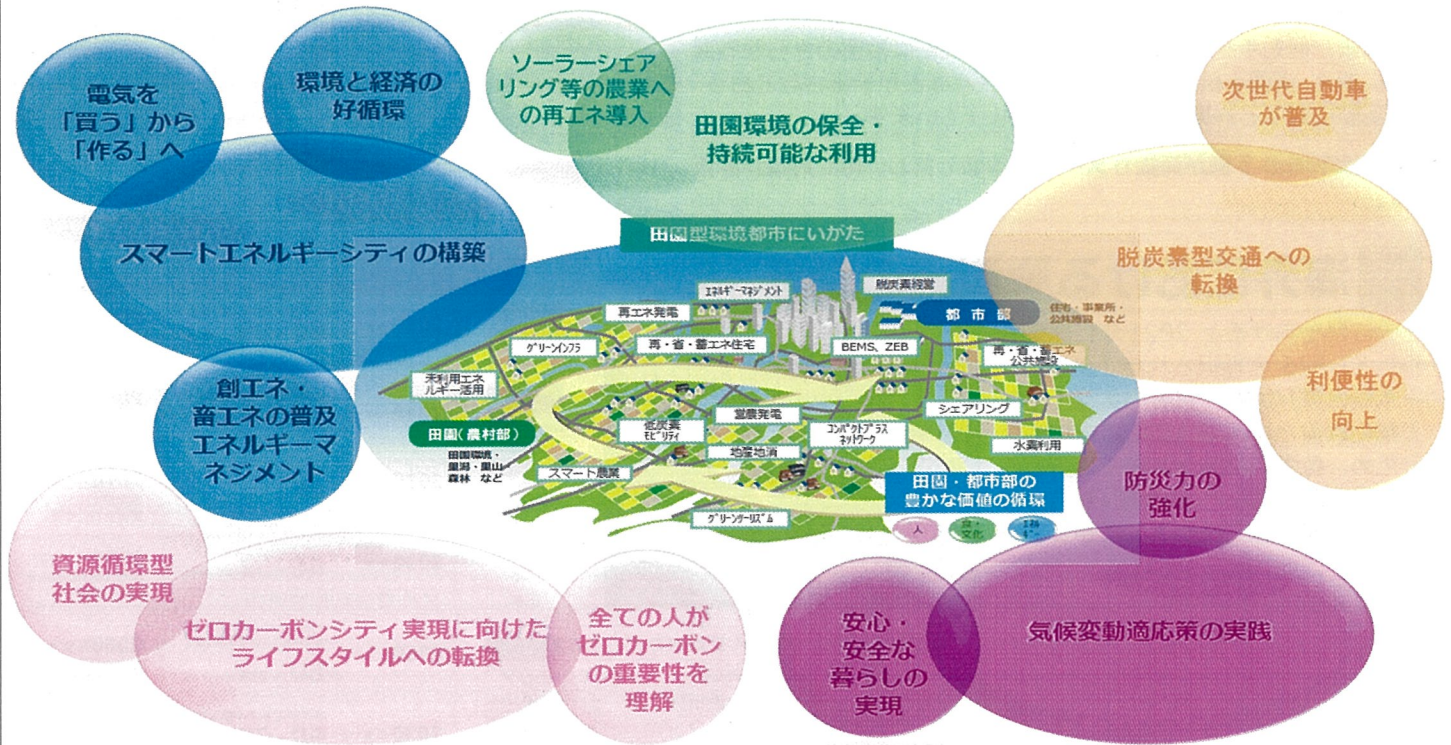 電気を
「買う」から
「作る」へ
環境と経済の
好循環
スマートエネルギーシティの構築
創エネ・
畜エネの普及
エネルギーマ
ネジメント
ソーラーシェア
リング等の農業へ
の再エネ導入
田園環境の保全・
持続可能な利用
次世代自動車
が普及
脱炭素型交通への
転換
利便性の
向上
田園型環境都市にいがた
エネルギーマネジメント
脱炭素経営
再エネ発電
都市部
住宅・事業所・
公共施設 など
グリーンインフラ
再・省・蓄エネ住宅
BEMS、ZEB
再・省・蓄エネ
公共施設
未利用エネ
ルギー活用
営農発電
シェアリング
田園(農村部)
田園環境・
里潟・里山・
森林 など
低炭素
モビリティ
コンパクトプラス
ネットワーク
地産地消
水素利用
スマート農業
グリーンツーリズム
田園・都市部の
豊かな価値の循環
人
食・
文化
エネル
ギー
防災力の
強化
気候変動適応策の実践
安心・
安全な
暮らしの
実現
資源循環型
社会の実現
ゼロカーボンシティ実現に向けた
ライフスタイルへの転換
全ての人が
ゼロカーボン
の重要性を
理解